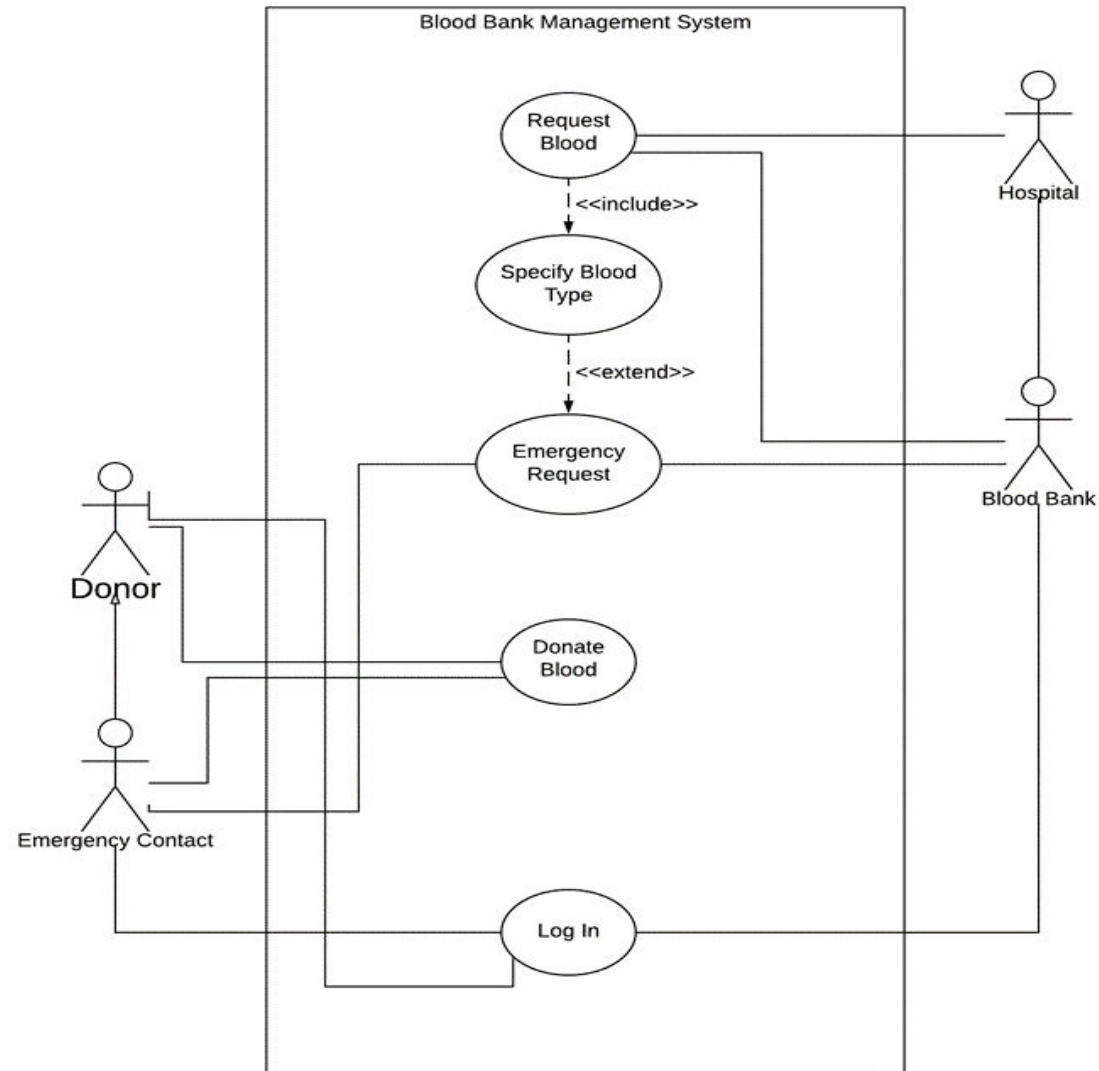 Blood Bank Management System
Request
Blood
Hospital
<<include>>
Specify Blood
Type
<<extend>>
Emergency
Request
Blood Bank
Donor
Donate
Blood
Emergency Contact
Log In